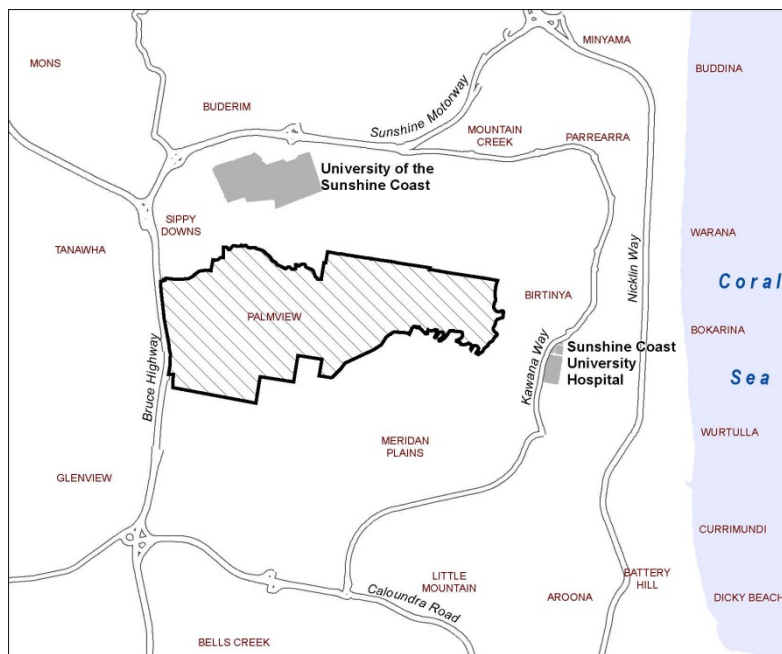 MINYAMA
MONS
BUDDINA
BUDERIM
Sunshine Motorway
MOUNTAIN
CREEK
PARREARRA
University of the
Sunshine Coast
SIPPY
DOWNS
TANAWHA
WARANA
Nicklin Way
Coral
BIRTINYA
PALMVIEW
BOKARINA
Sunshine Coast
University
Hospital
Kawana Way
Bruce Highway
Sea
WURTULLA
MERIDAN
PLAINS
GLENVIEW
CURRIMUNDI
LITTLE
MOUNTAIN
BATTERY
HILL
Caloundra Road
AROONA
DICKY BEACH
BELLS CREEK